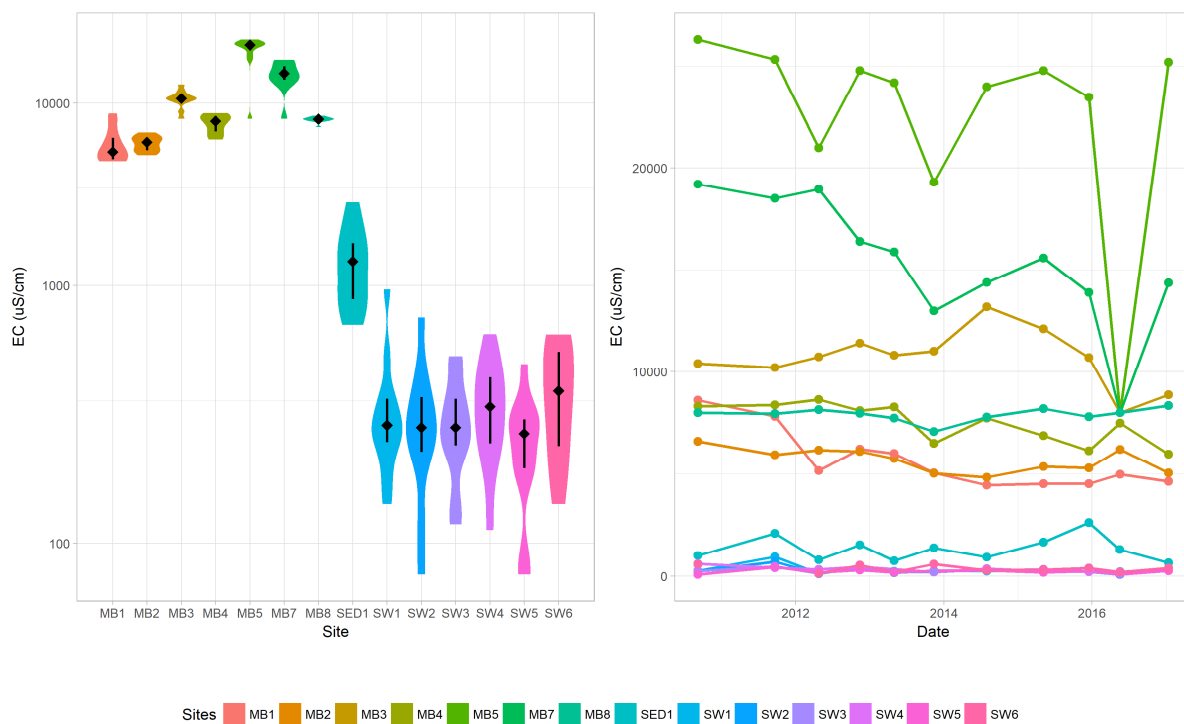 EC (uS/cm)
10000
1000
100
MB1 MB2 MB3 MB4 MB5 MB7 MB8 SED1 SW1 SW2 SW3 SW4 SW5 SW6
Site
EC (uS/cm)
20000
10000
0
2012 2014 2016
Date
Sites MB1 MB2 MB3 MB4 MB5 MB7 MB8 SED1 SW1 SW2 SW3 SW4 SW5 SW6